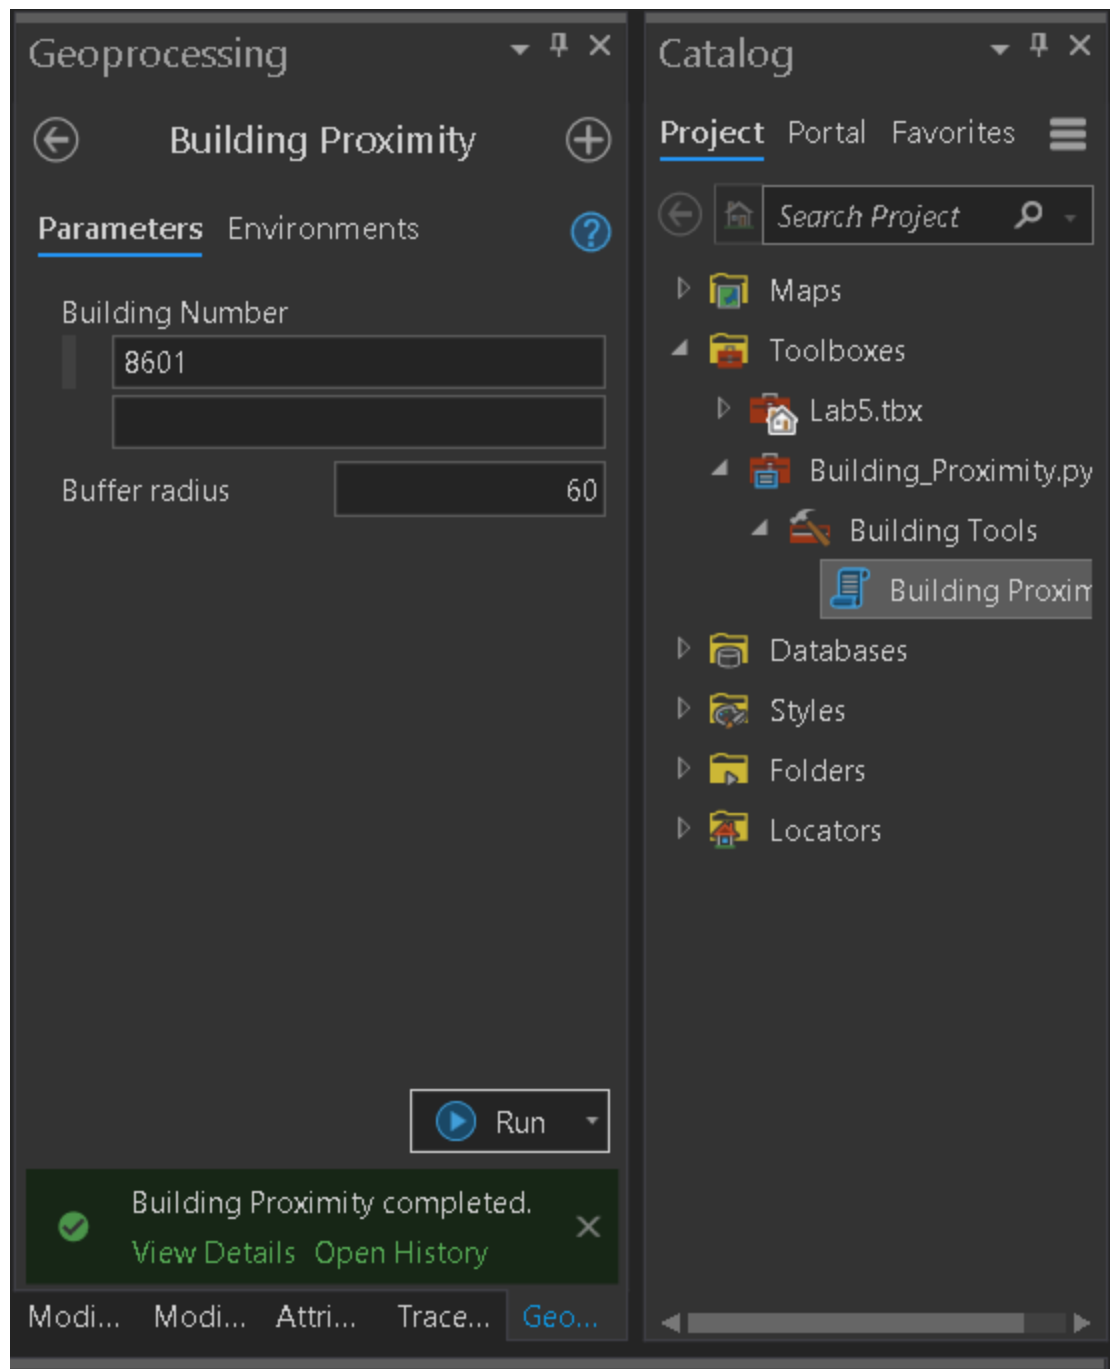 Geoprocessing
Building Proximity
Parameters Environments
?
Building Number
8601
Buffer radius 60
Run
Building Proximity completed.
View Details Open History
Modi... Modi... Attri... Trace... Geo...
Catalog
Project Portal Favorites
Search Project
Maps
Toolboxes
Lab5.tbx
Building_Proximity.py
Building Tools
Building Proxim
Databases
Styles
Folders
Locators